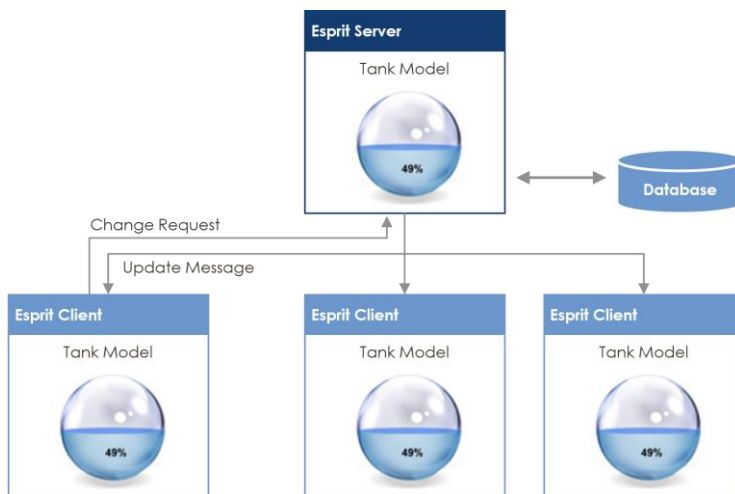 Esprit Server
Tank Model
49%
Database
Change Request
Update Message
Esprit Client
Tank Model
49%
Esprit Client
Tank Model
49%
Esprit Client
Tank Model
49%